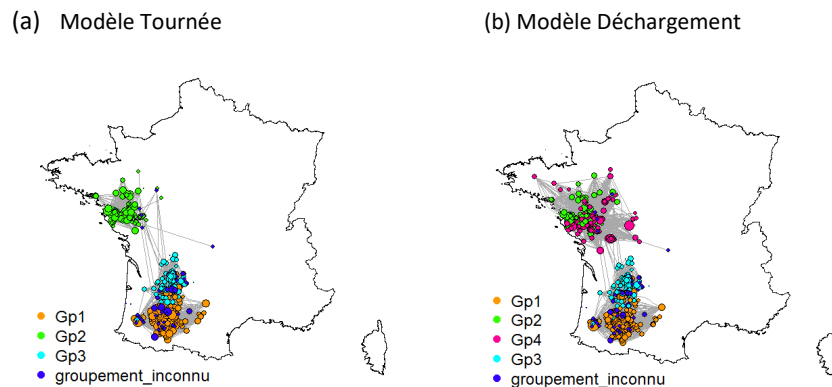 (a) Modèle Tournée
(b) Modèle Déchargement
Gp1
Gp2
Gp3
groupement_inconnu
Gp1
Gp2
Gp4
Gp3
groupement_inconnu